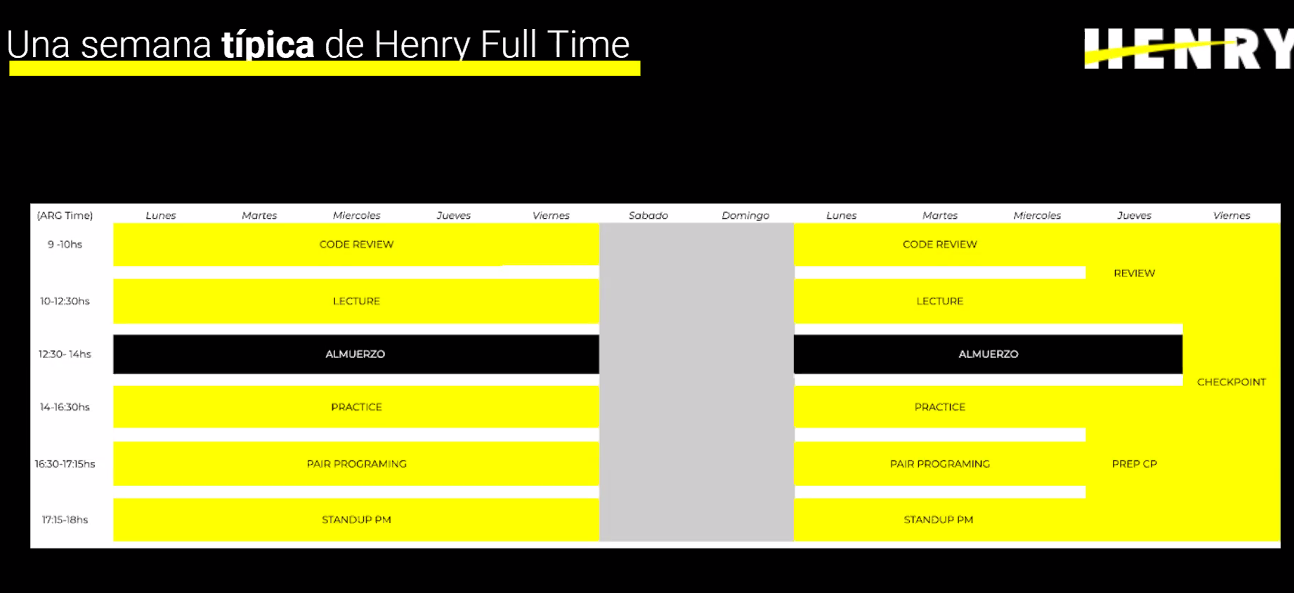 Una semana típica de Henry Full Time
HENRY
(ARG Time) Lunes Martes Miercoles Jueves Viernes Sabado Domingo Lunes Martes Miercoles Jueves Viernes
9 -10hs CODE REVIEW CODE REVIEW
REVIEW
10-12:30hs LECTURE LECTURE
12:30- 14hs ALMUERZO ALMUERZO
CHECKPOINT
14-16:30hs PRACTICE PRACTICE
16:30-17:15hs PAIR PROGRAMING PAIR PROGRAMING PREP CP
17:15-18hs STANDUP PM STANDUP PM